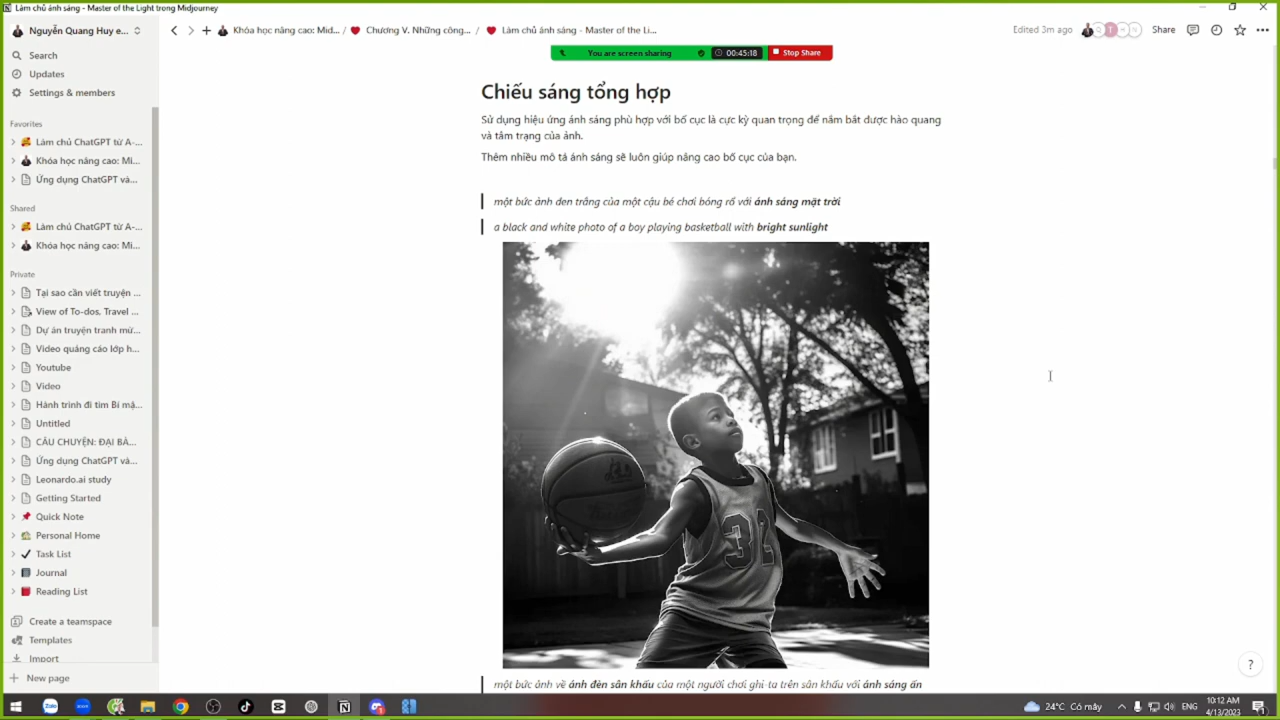 Làm chủ ánh sáng - Master of the Light trong Midjourney
Nguyễn Quang Huy e...
Khóa học nâng cao: Mid... / Chương V. Những công... / Làm chủ ánh sáng - Master of the Li...
Edited 3m ago
Share
You are screen sharing
00:45:18
Stop Share
Search
Updates
Settings & members
Favorites
Làm chủ ChatGPT từ A-...
Khóa học nâng cao: Mi...
Ứng dụng ChatGPT và...
Shared
Làm chủ ChatGPT từ A-...
Khóa học nâng cao: Mi...
Private
Tại sao cần viết truyện ...
View of To-dos, Travel ...
Dự án truyện tranh mừ...
Video quảng cáo lớp h...
Youtube
Video
Hành trình đi tìm Bí mậ...
Untitled
CÂU CHUYỆN: ĐẠI BÀ...
Ứng dụng ChatGPT và...
Leonardo.ai study
Getting Started
Quick Note
Personal Home
Task List
Journal
Reading List
Create a teamspace
Templates
Import
New page
Chiếu sáng tổng hợp
Sử dụng hiệu ứng ánh sáng phù hợp với bố cục là cực kỳ quan trọng để nắm bắt được hào quang
và tâm trạng của ảnh.
Thêm nhiều mô tả ánh sáng sẽ luôn giúp nâng cao bố cục của bạn.
một bức ảnh đen trắng của một cậu bé chơi bóng rổ với ánh sáng mặt trời
a black and white photo of a boy playing basketball with bright sunlight
một bức ảnh về ánh đèn sân khấu của một người chơi ghi-ta trên sân khấu với ánh sáng ấn
?
zoom
Zalo
24°C Có mây
ENG
10:12 AM
4/13/2023